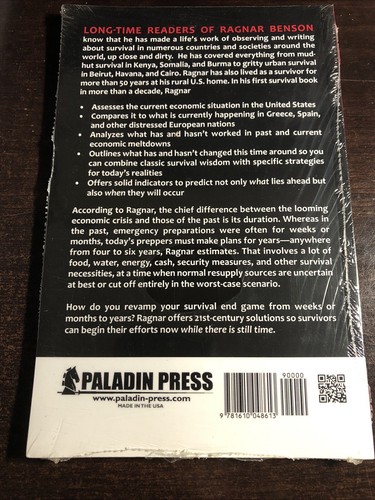 LONG-TIME READERS OF RAGNAR BENSON
know that he has made a life's work of observing and writing
about survival in numerous countries and societies around the
world, up close and dirty. He has covered everything from mud-
hut survival in Kenya, Somalia, and Burma to gritty urban survival
in Beirut, Havana, and Cairo. Ragnar has also lived as a survivor for
more than 50 years at his rural U.S. home. In his first survival book
in more than a decade, Ragnar
• Assesses the current economic situation in the United States
• Compares it to what is currently happening in Greece, Spain,
and other distressed European nations
• Analyzes what has and hasn't worked in past and current
economic meltdowns
• Outlines what has and hasn't changed this time around so you
can combine classic survival wisdom with specific strategies
for today's realities
• Offers solid indicators to predict not only what lies ahead but
also when they will occur
According to Ragnar, the chief difference between the looming
economic crisis and those of the past is its duration. Whereas in
the past, emergency preparations were often for weeks or
months, today's preppers must make plans for years—anywhere
from four to six years, Ragnar estimates. That involves a lot of
food, water, energy, cash, security measures, and other survival
necessities, at a time when normal resupply sources are uncertain
at best or cut off entirely in the worst-case scenario.
How do you revamp your survival end game from weeks or
months to years? Ragnar offers 21st-century solutions so survivors
can begin their efforts now while there is still time.
PALADIN PRESS
www.paladin-press.com
MADE IN THE USA
90000
9 781610 048613